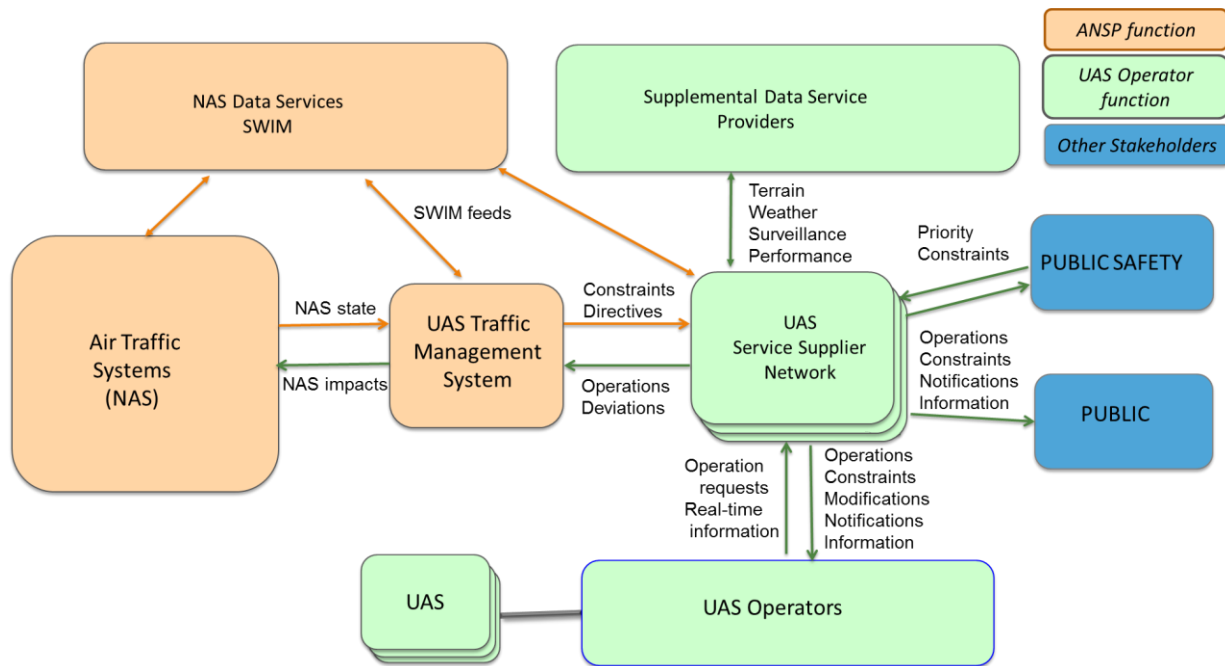 ANSP function
UAS Operator
function
Other Stakeholders
NAS Data Services
SWIM
Supplemental Data Service
Providers
SWIM feeds
Terrain
Weather
Surveillance
Performance
Priority
Constraints
PUBLIC SAFETY
Air Traffic
Systems
(NAS)
NAS state
NAS impacts
UAS Traffic
Management
System
Constraints
Directives
Operations
Deviations
UAS
Service Supplier
Network
Operations
Constraints
Notifications
Information
PUBLIC
Operation
requests
Real-time
information
Operations
Constraints
Modifications
Notifications
Information
UAS
UAS Operators